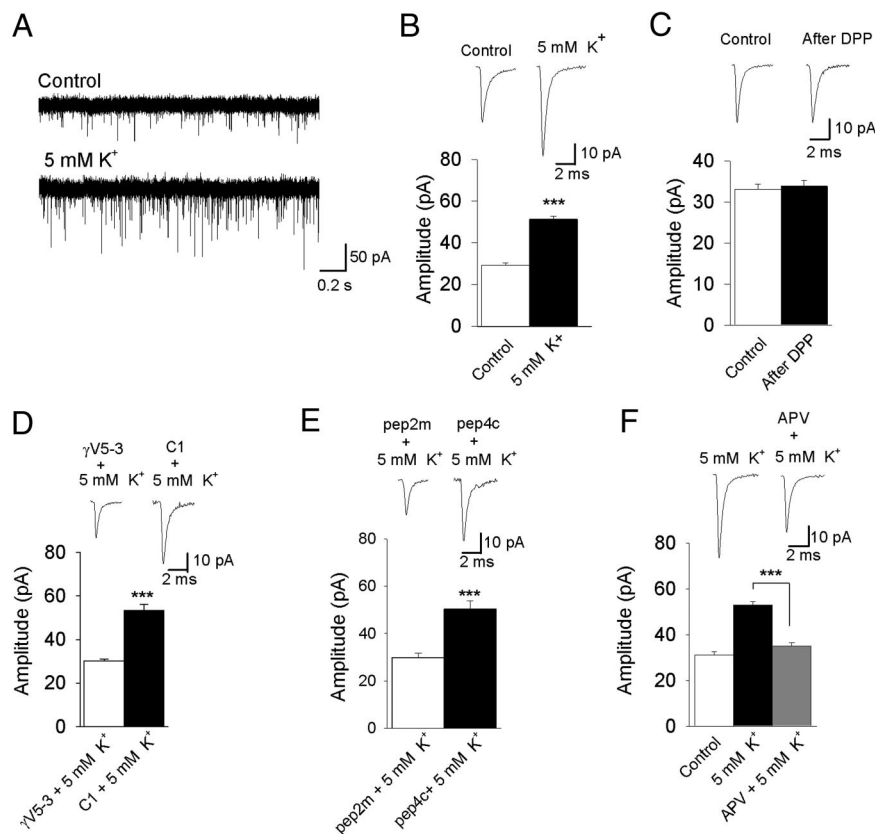 A
Control
5 mM K+
50 pA
0.2 s
B
Control
5 mM K+
10 pA
2 ms
80
60
40
20
0
Amplitude (pA)
***
Control
5 mM K+
C
Control
After DPP
10 pA
2 ms
40
30
20
10
0
Amplitude (pA)
Control
After DPP
D
γV5-3
+
5 mM K+
C1
+
5 mM K+
10 pA
2 ms
80
60
40
20
0
Amplitude (pA)
***
γV5-3 + 5 mM K+
C1 + 5 mM K+
E
pep2m
+
5 mM K+
pep4c
+
5 mM K+
10 pA
2 ms
80
60
40
20
0
Amplitude (pA)
***
pep2m + 5 mM K+
pep4c+ 5 mM K+
F
5 mM K+
APV
+
5 mM K+
10 pA
2 ms
80
60
40
20
0
Amplitude (pA)
***
Control
5 mM K+
APV + 5 mM K+